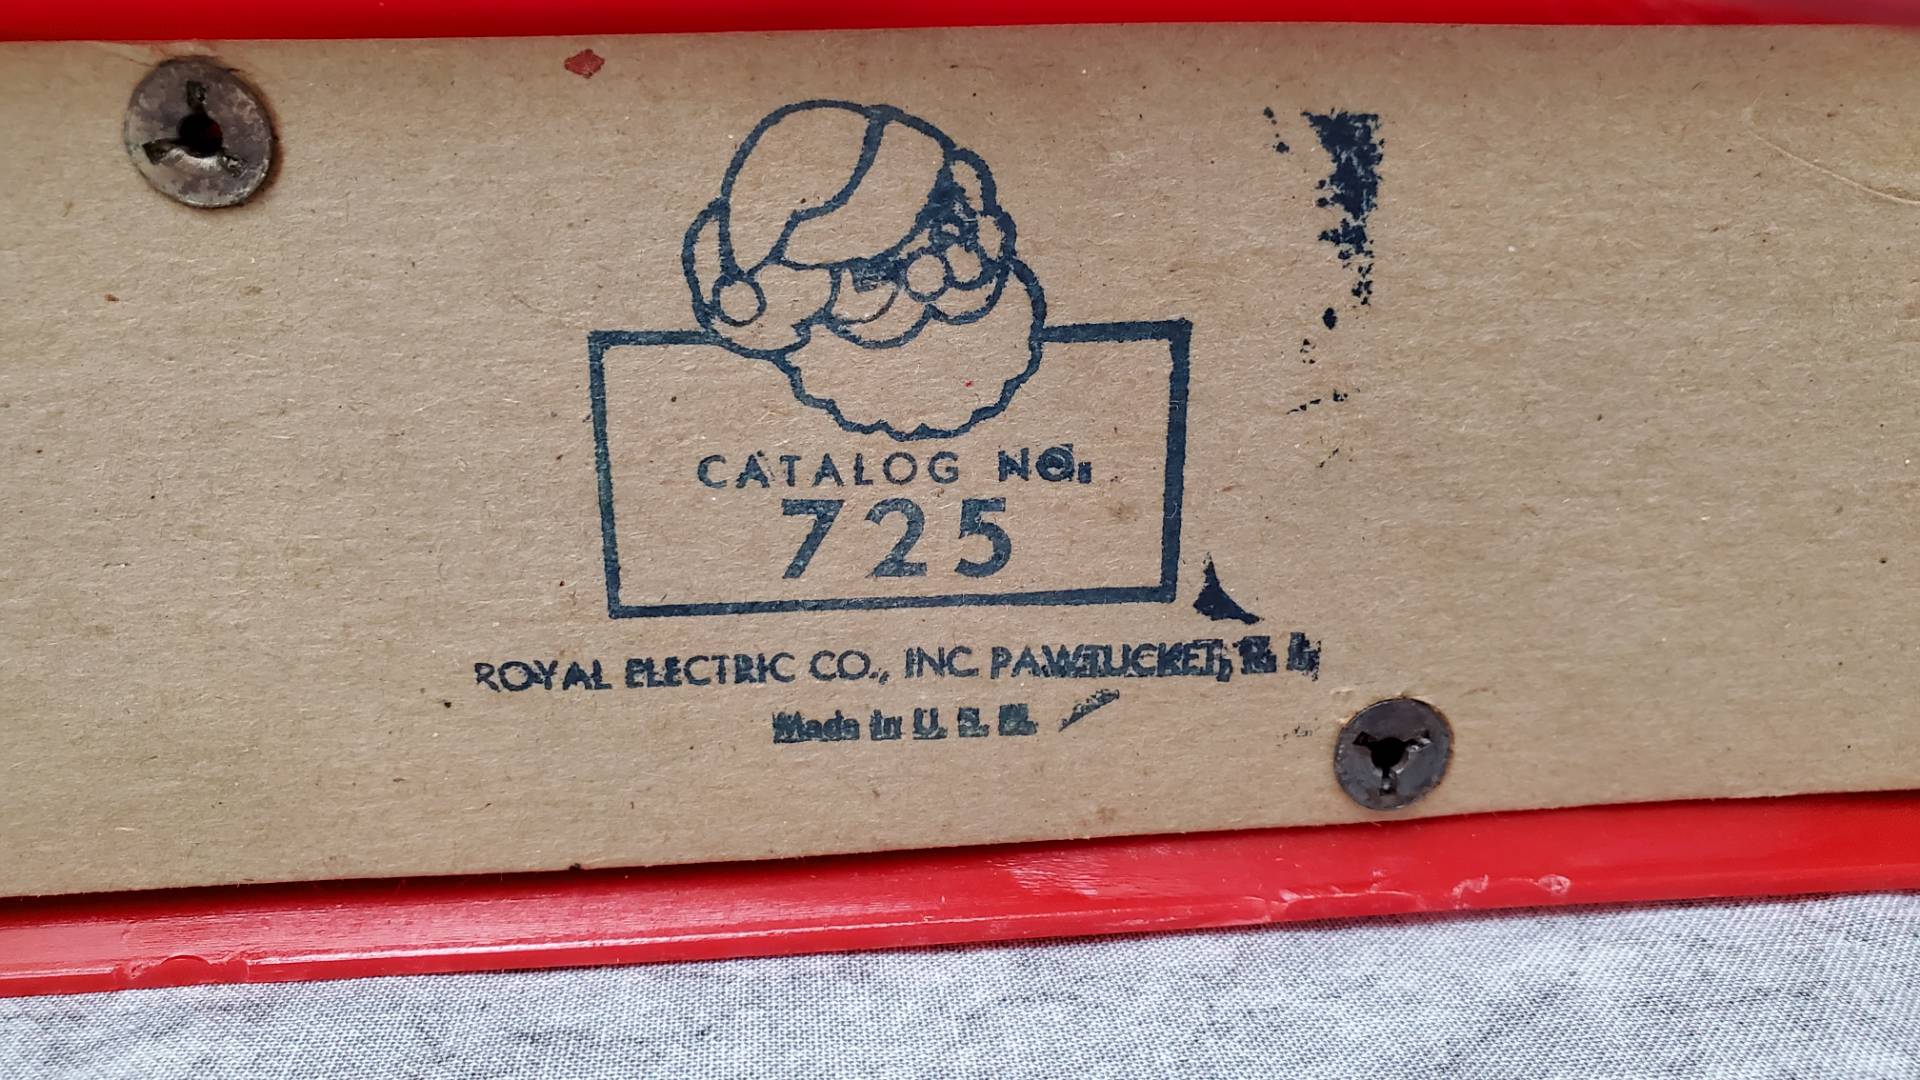 CATALOG NO.
725
ROYAL ELECTRIC CO., INC. PAWTUCKET, R. I.
Made in U. S. A.